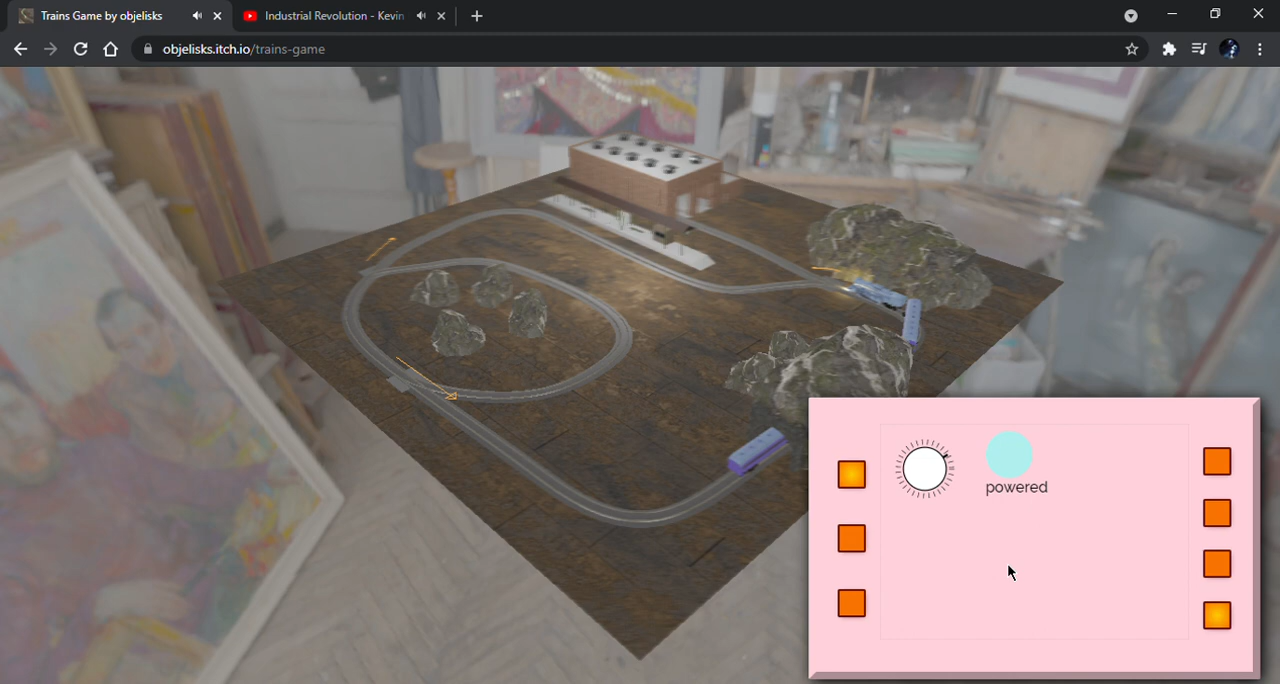 Trains Game by objelisks
Industrial Revolution - Kevin
objelisks.itch.io/trains-game
powered